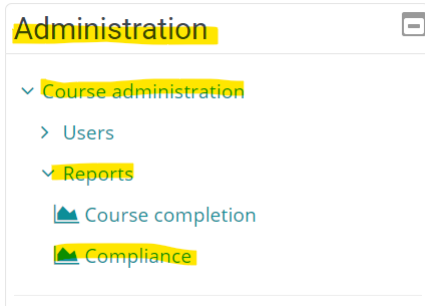 Administration
Course administration
Users
Reports
Course completion
Compliance